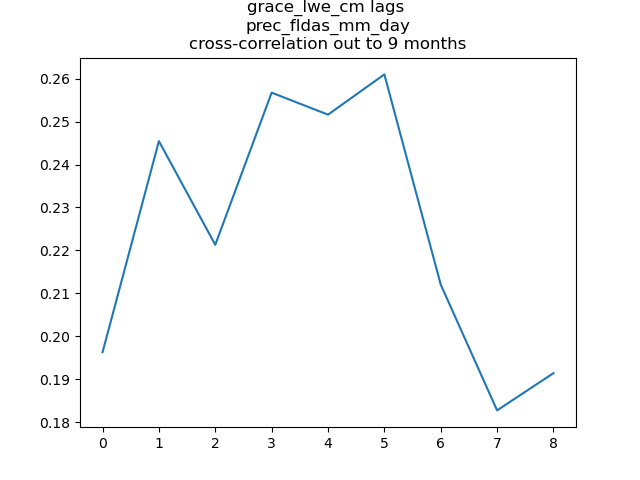 grace_lwe_cm lags
prec_fldas_mm_day
cross-correlation out to 9 months
0.26
0.25
0.24
0.23
0.22
0.21
0.20
0.19
0.18
0 1 2 3 4 5 6 7 8